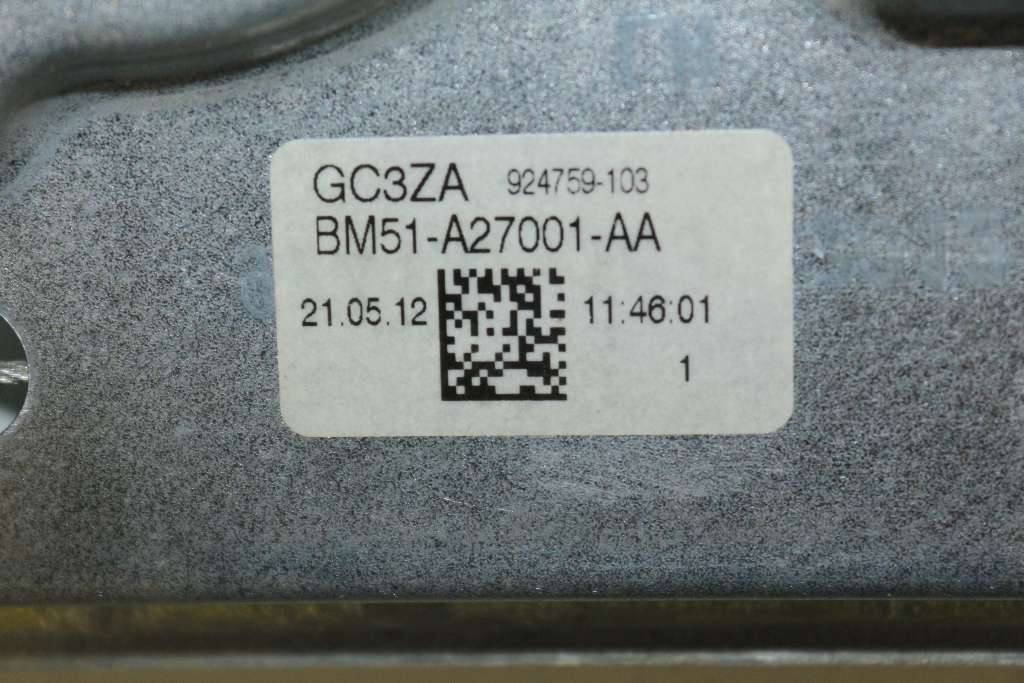 GC3ZA 924759-103
BM51-A27001-AA
21.05.12 11:46:01
1